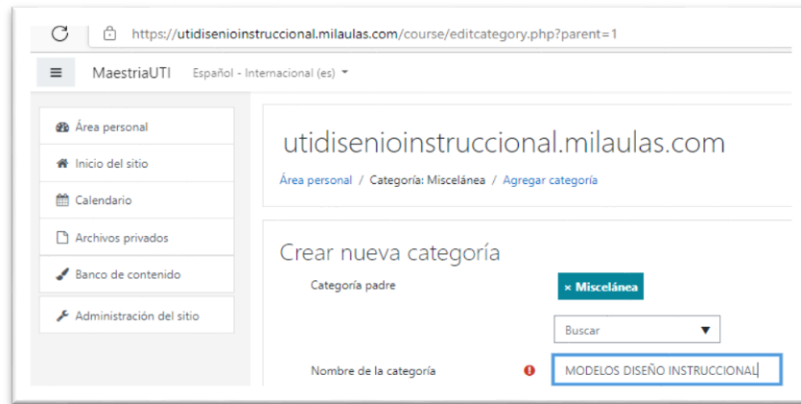 https://utidisenioinstruccional.milaulas.com/course/editcategory.php?parent=1
MaestriaUTI Español - Internacional (es)
Área personal
Inicio del sitio
Calendario
Archivos privados
Banco de contenido
Administración del sitio
utidisenioinstruccional.milaulas.com
Área personal / Categoría: Miscelánea / Agregar categoría
Crear nueva categoría
Categoría padre × Miscelánea
Buscar ▼
Nombre de la categoría MODELOS DISEÑO INSTRUCCIONAL